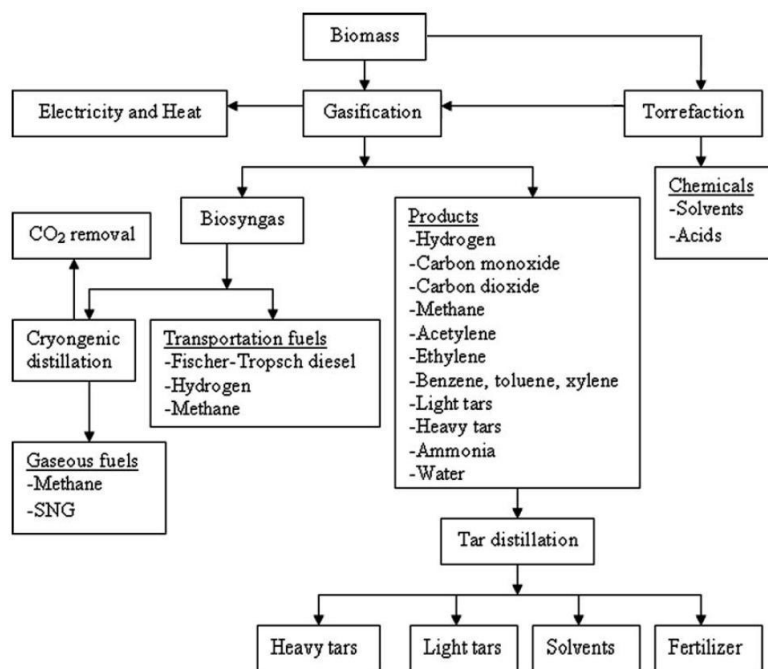 Biomass
Electricity and Heat
Gasification
Torrefaction
Chemicals
-Solvents
-Acids
Biosyngas
CO₂ removal
Products
-Hydrogen
-Carbon monoxide
-Carbon dioxide
-Methane
-Acetylene
-Ethylene
-Benzene, toluene, xylene
-Light tars
-Heavy tars
-Ammonia
-Water
Cryongenic
distillation
Transportation fuels
-Fischer-Tropsch diesel
-Hydrogen
-Methane
Gaseous fuels
-Methane
-SNG
Tar distillation
Heavy tars
Light tars
Solvents
Fertilizer